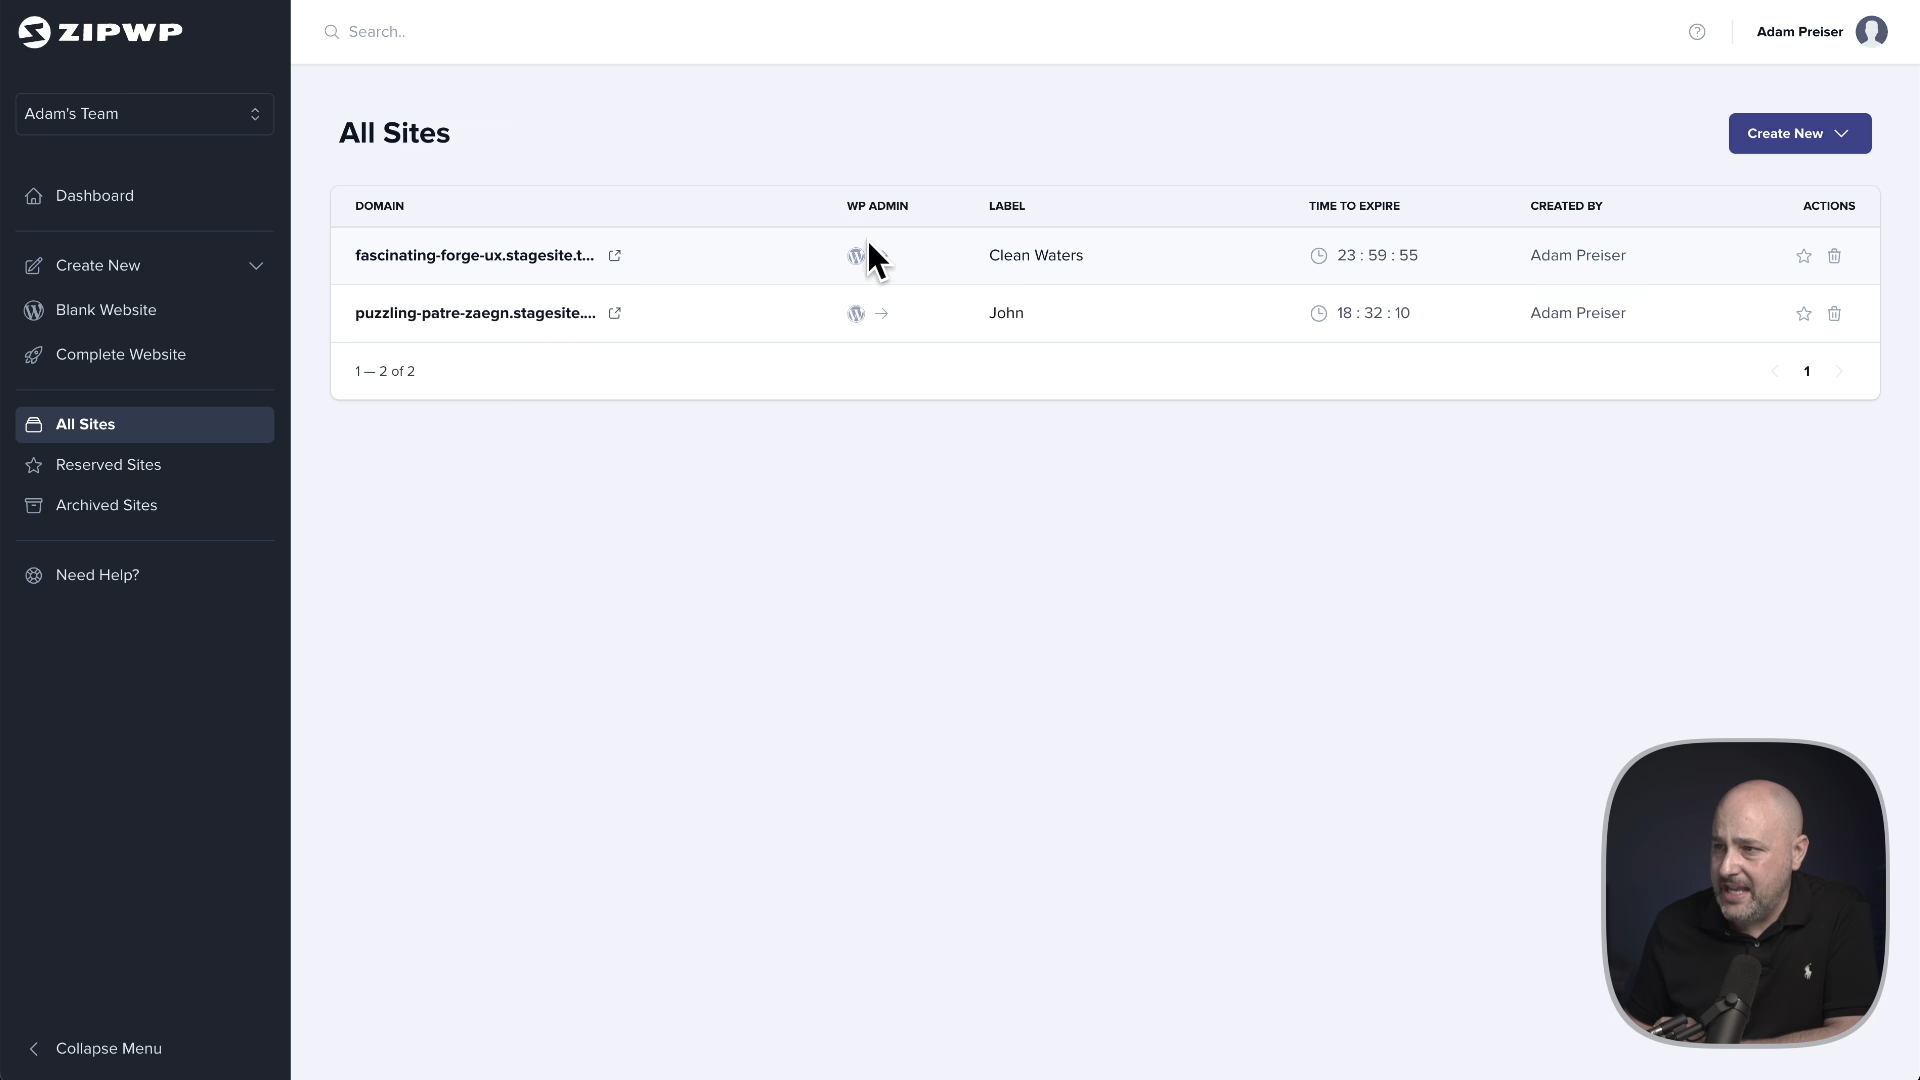 ZIPWP
Search..
Adam Preiser
Adam's Team
All Sites
Create New
Dashboard
Create New
Blank Website
Complete Website
All Sites
Reserved Sites
Archived Sites
Need Help?
Collapse Menu
DOMAIN WP ADMIN LABEL TIME TO EXPIRE CREATED BY ACTIONS
fascinating-forge-ux.stagesite.t... Clean Waters 23 : 59 : 55 Adam Preiser
puzzling-patre-zaegn.stagesite.... John 18 : 32 : 10 Adam Preiser
1 — 2 of 2 1